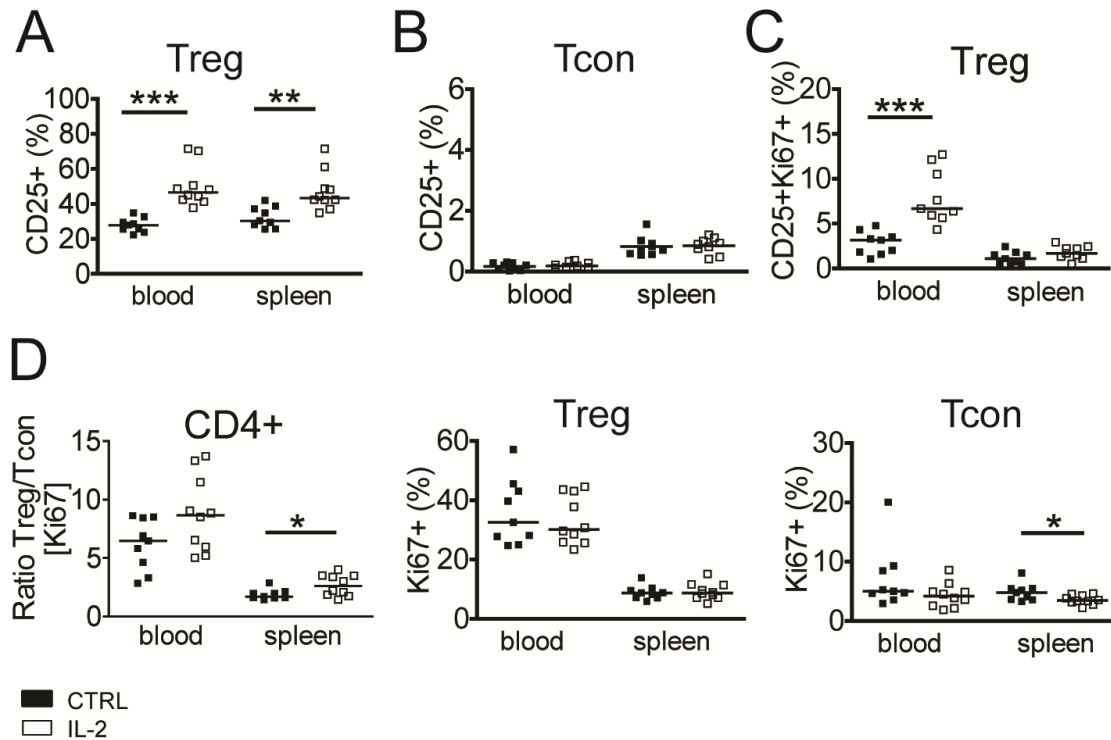 A
Treg
CD25+ (%)
100
80
60
40
20
0
***
**
blood
spleen
B
Tcon
CD25+ (%)
6
4
2
0
blood
spleen
C
Treg
CD25+Ki67+ (%)
20
15
10
5
0
***
blood
spleen
D
CD4+
Ratio Treg/Tcon
[Ki67]
15
10
5
0
*
blood
spleen
Treg
Ki67+ (%)
60
40
20
0
blood
spleen
Tcon
Ki67+ (%)
30
20
10
0
*
blood
spleen
CTRL
IL-2